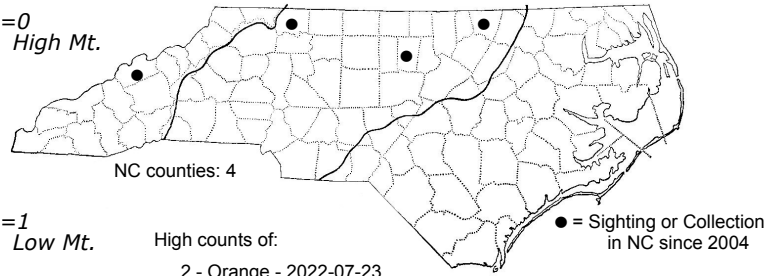 =0
High Mt.
NC counties: 4
=1
Low Mt.
High counts of:
2 - Orange - 2022-07-23
● = Sighting or Collection
in NC since 2004